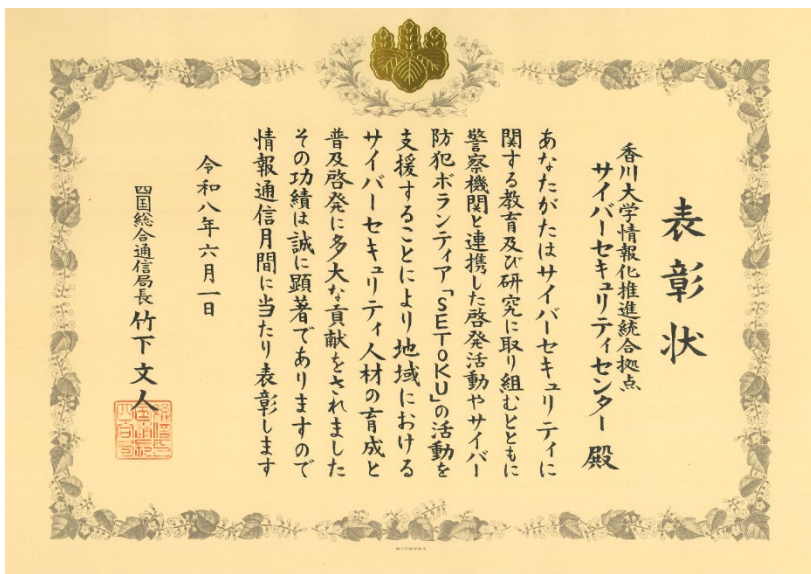 表彰状
香川大学情報化推進統合拠点
サイバーセキュリティセンター 殿
あなたがたはサイバーセキュリティに
関する教育及び研究に取り組むとともに
警察機関と連携した啓発活動やサイバー
防犯ボランティア「SETOKU」の活動を
支援することにより地域における
サイバーセキュリティ人材の育成と
普及啓発に多大な貢献をされました
その功績は誠に顕著でありますので
情報通信月間に当たり表彰します
令和八年六月一日
四国総合通信局長 竹下文人